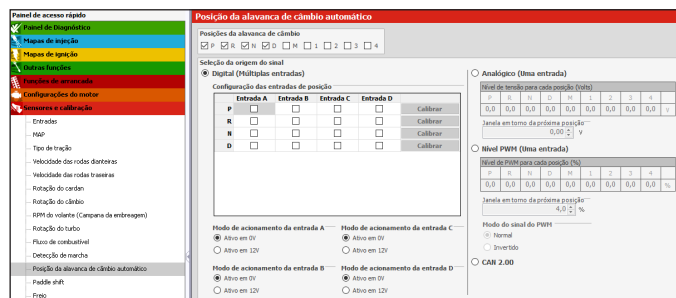 Painel de acesso rápido
Painel de Diagnóstico
Mapas de injeção
Mapas de ignição
Outras funções
Funções de arrancada
Configurações do motor
Sensores e calibração
Entradas
MAP
Tipo de tração
Velocidade das rodas dianteiras
Velocidade das rodas traseiras
Rotação do cardan
Rotação do câmbio
RPM do volante (Campana da embreagem)
Rotação do turbo
Fluxo de combustível
Detecção de marcha
Posição da alavanca de câmbio automático
Paddle shift
Freio
Posição da alavanca de câmbio automático
Posições da alavanca de câmbio
P R N D M 1 2 3 4
Seleção da origem do sinal
Digital (Múltiplas entradas)
Configuração das entradas de posição
Entrada A Entrada B Entrada C Entrada D
P Calibrar
R Calibrar
N Calibrar
D Calibrar
Modo de acionamento da entrada A
Ativo em 0V
Ativo em 12V
Modo de acionamento da entrada C
Ativo em 0V
Ativo em 12V
Modo de acionamento da entrada B
Ativo em 0V
Ativo em 12V
Modo de acionamento da entrada D
Ativo em 0V
Ativo em 12V
Analógico (Uma entrada)
Nível de tensão para cada posição (Volts)
P R N D M 1 2 3 4
0,0 0,0 0,0 0,0 0,0 0,0 0,0 0,0 0,0 V
Janela em torno da próxima posição
0,00 V
Nível PWM (Uma entrada)
Nível de PWM para cada posição (%)
P R N D M 1 2 3 4
0,0 0,0 0,0 0,0 0,0 0,0 0,0 0,0 0,0 %
Janela em torno da próxima posição
4,0 %
Modo do sinal do PWM
Normal
Invertido
CAN 2.00